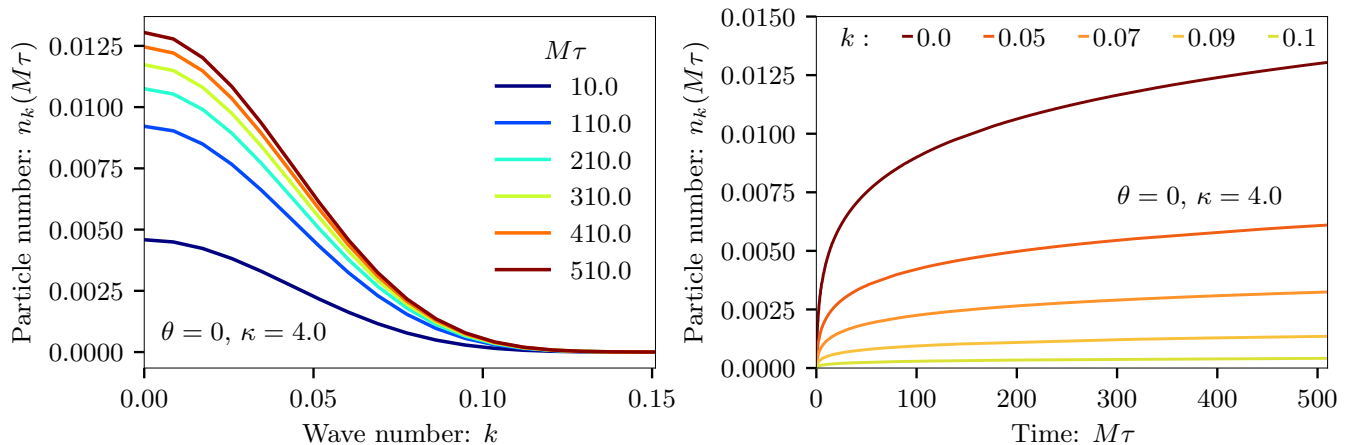 Particle number: n_k(Mτ)
0.0125
0.0100
0.0075
0.0050
0.0025
0.0000
Mτ
10.0
110.0
210.0
310.0
410.0
510.0
θ = 0, κ = 4.0
0.00 0.05 0.10 0.15
Wave number: k
Particle number: n_k(Mτ)
0.0150
0.0125
0.0100
0.0075
0.0050
0.0025
0.0000
k : 0.0 0.05 0.07 0.09 0.1
θ = 0, κ = 4.0
0 100 200 300 400 500
Time: Mτ